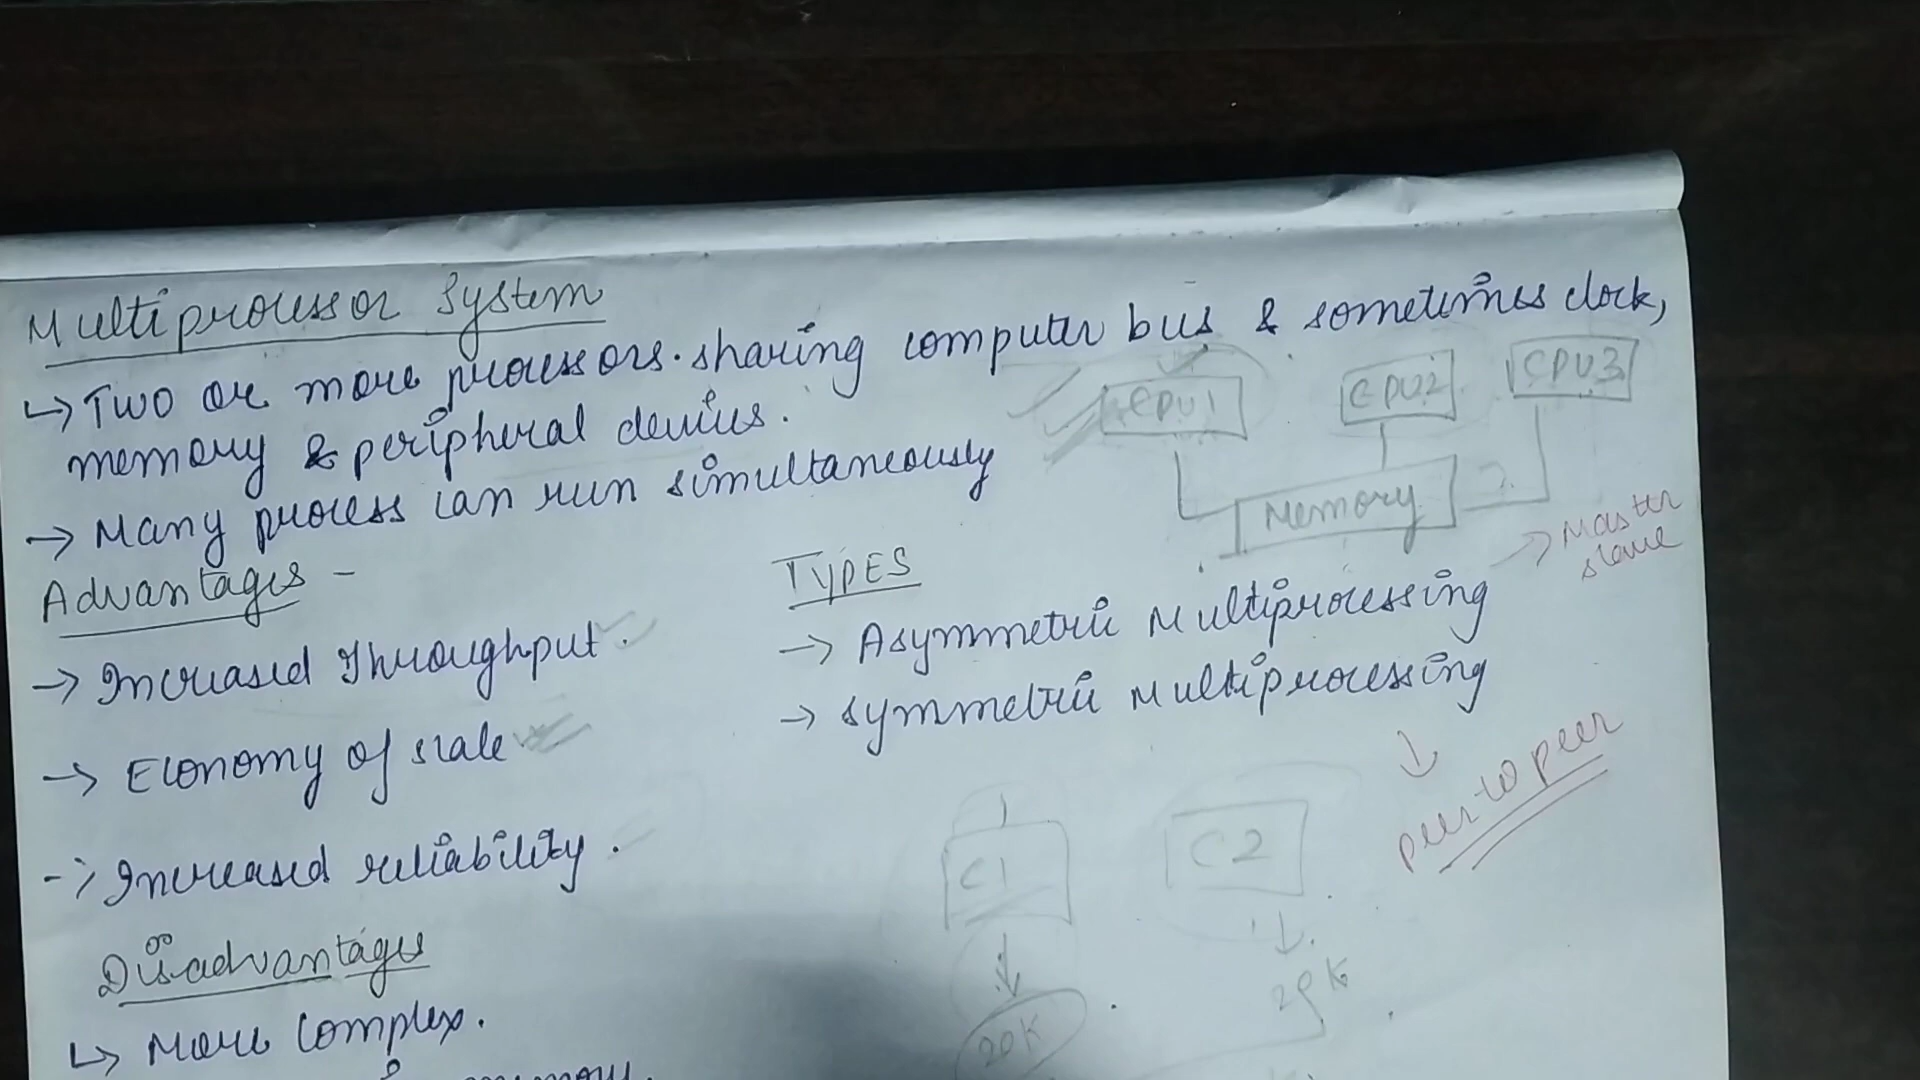 Multiprocessor System
↳ Two or more processors. sharing computer bus & sometimes clock,
memory & peripheral devices.
→ Many process can run simultaneously
CPU1
CPU2
CPU3
Memory
Advantages -
→ Increased Throughput.
→ Economy of scale
→ Increased reliability.
TYPES
→ Asymmetric Multiprocessing
→ Master
slave
→ Symmetric Multiprocessing
↓
peer to peer
C1
C2
20K
Disadvantages
↳ More Complex.
memory.